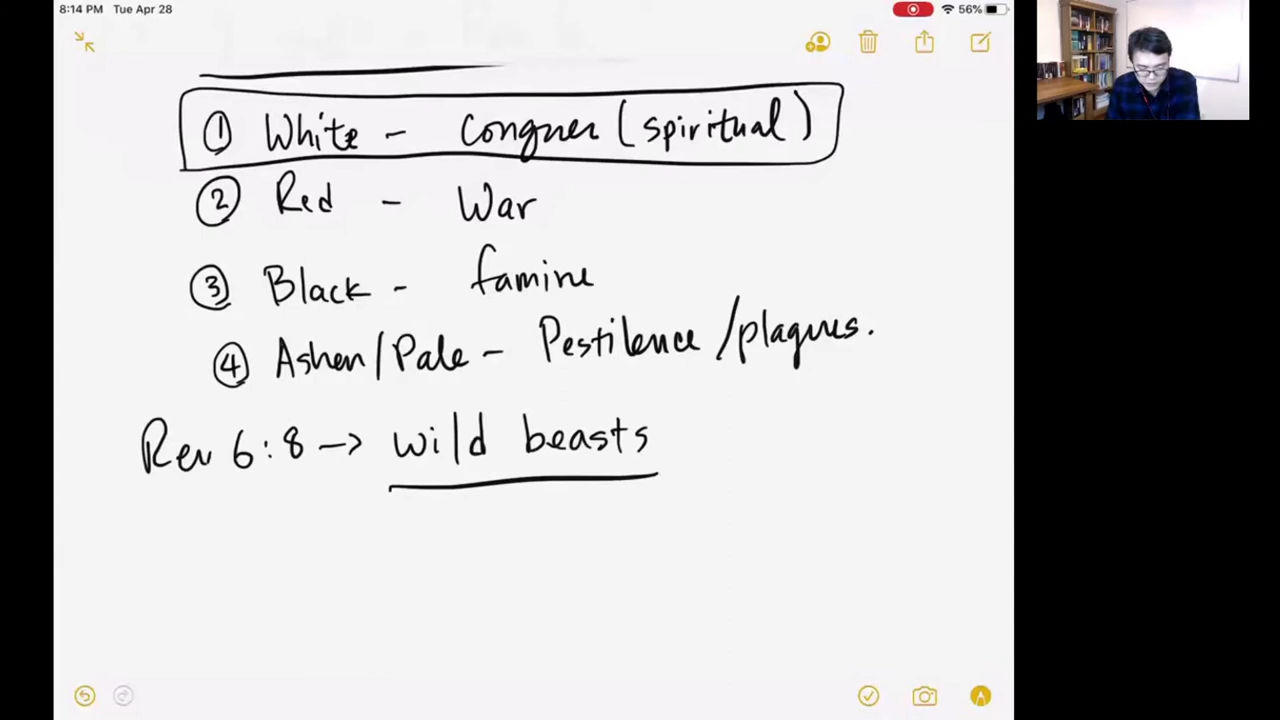 8:14 PM Tue Apr 28 56%
① White - Conquer (spiritual)
② Red - War
③ Black - famine
④ Ashen/Pale - Pestilence/plagues.
Rev 6:8 → wild beasts